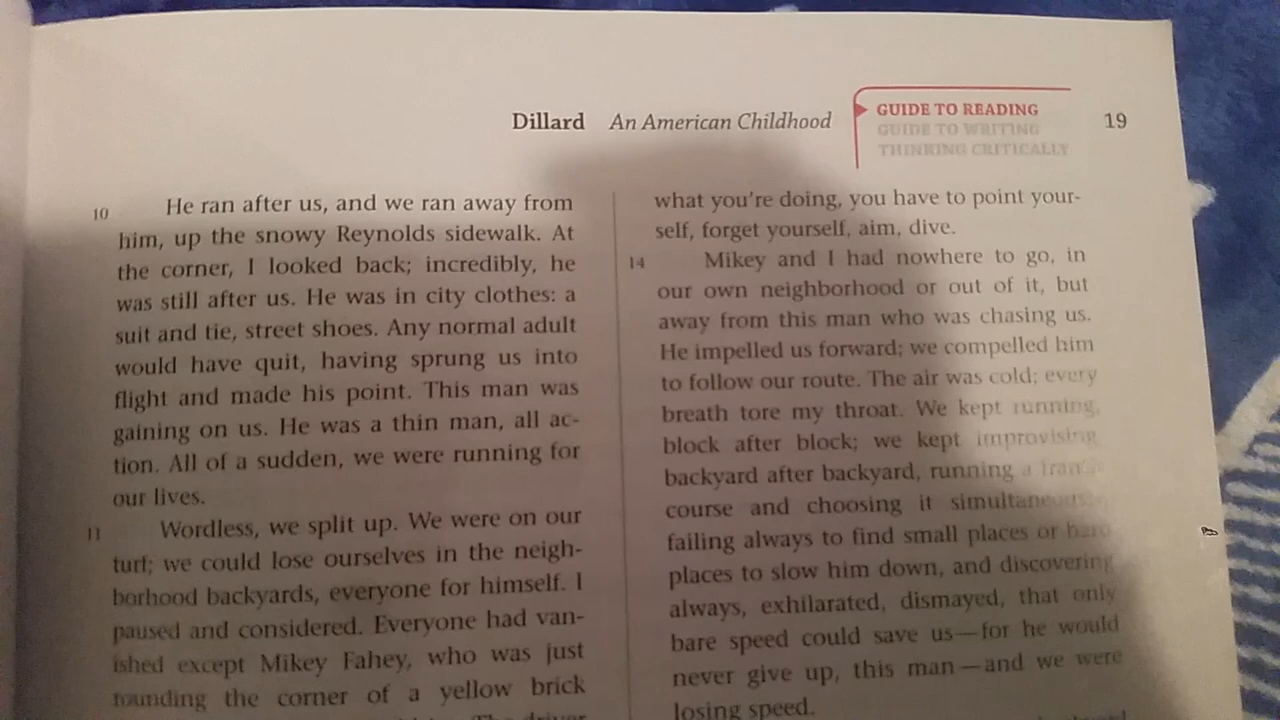 Dillard An American Childhood
GUIDE TO READING
GUIDE TO WRITING
THINKING CRITICALLY
19
10 He ran after us, and we ran away from
him, up the snowy Reynolds sidewalk. At
the corner, I looked back; incredibly, he
was still after us. He was in city clothes: a
suit and tie, street shoes. Any normal adult
would have quit, having sprung us into
flight and made his point. This man was
gaining on us. He was a thin man, all ac-
tion. All of a sudden, we were running for
our lives.
11 Wordless, we split up. We were on our
turf; we could lose ourselves in the neigh-
borhood backyards, everyone for himself. I
paused and considered. Everyone had van-
ished except Mikey Fahey, who was just
rounding the corner of a yellow brick
The driver
what you're doing, you have to point your-
self, forget yourself, aim, dive.
14 Mikey and I had nowhere to go, in
our own neighborhood or out of it, but
away from this man who was chasing us.
He impelled us forward; we compelled him
to follow our route. The air was cold; every
breath tore my throat. We kept running,
block after block; we kept improvising
backyard after backyard, running a
course and choosing it
failing always to find small places or
places to slow him down, and discovering
always, exhilarated, dismayed, that only
bare speed could save us—for he would
never give up, this man—and we were
losing speed.